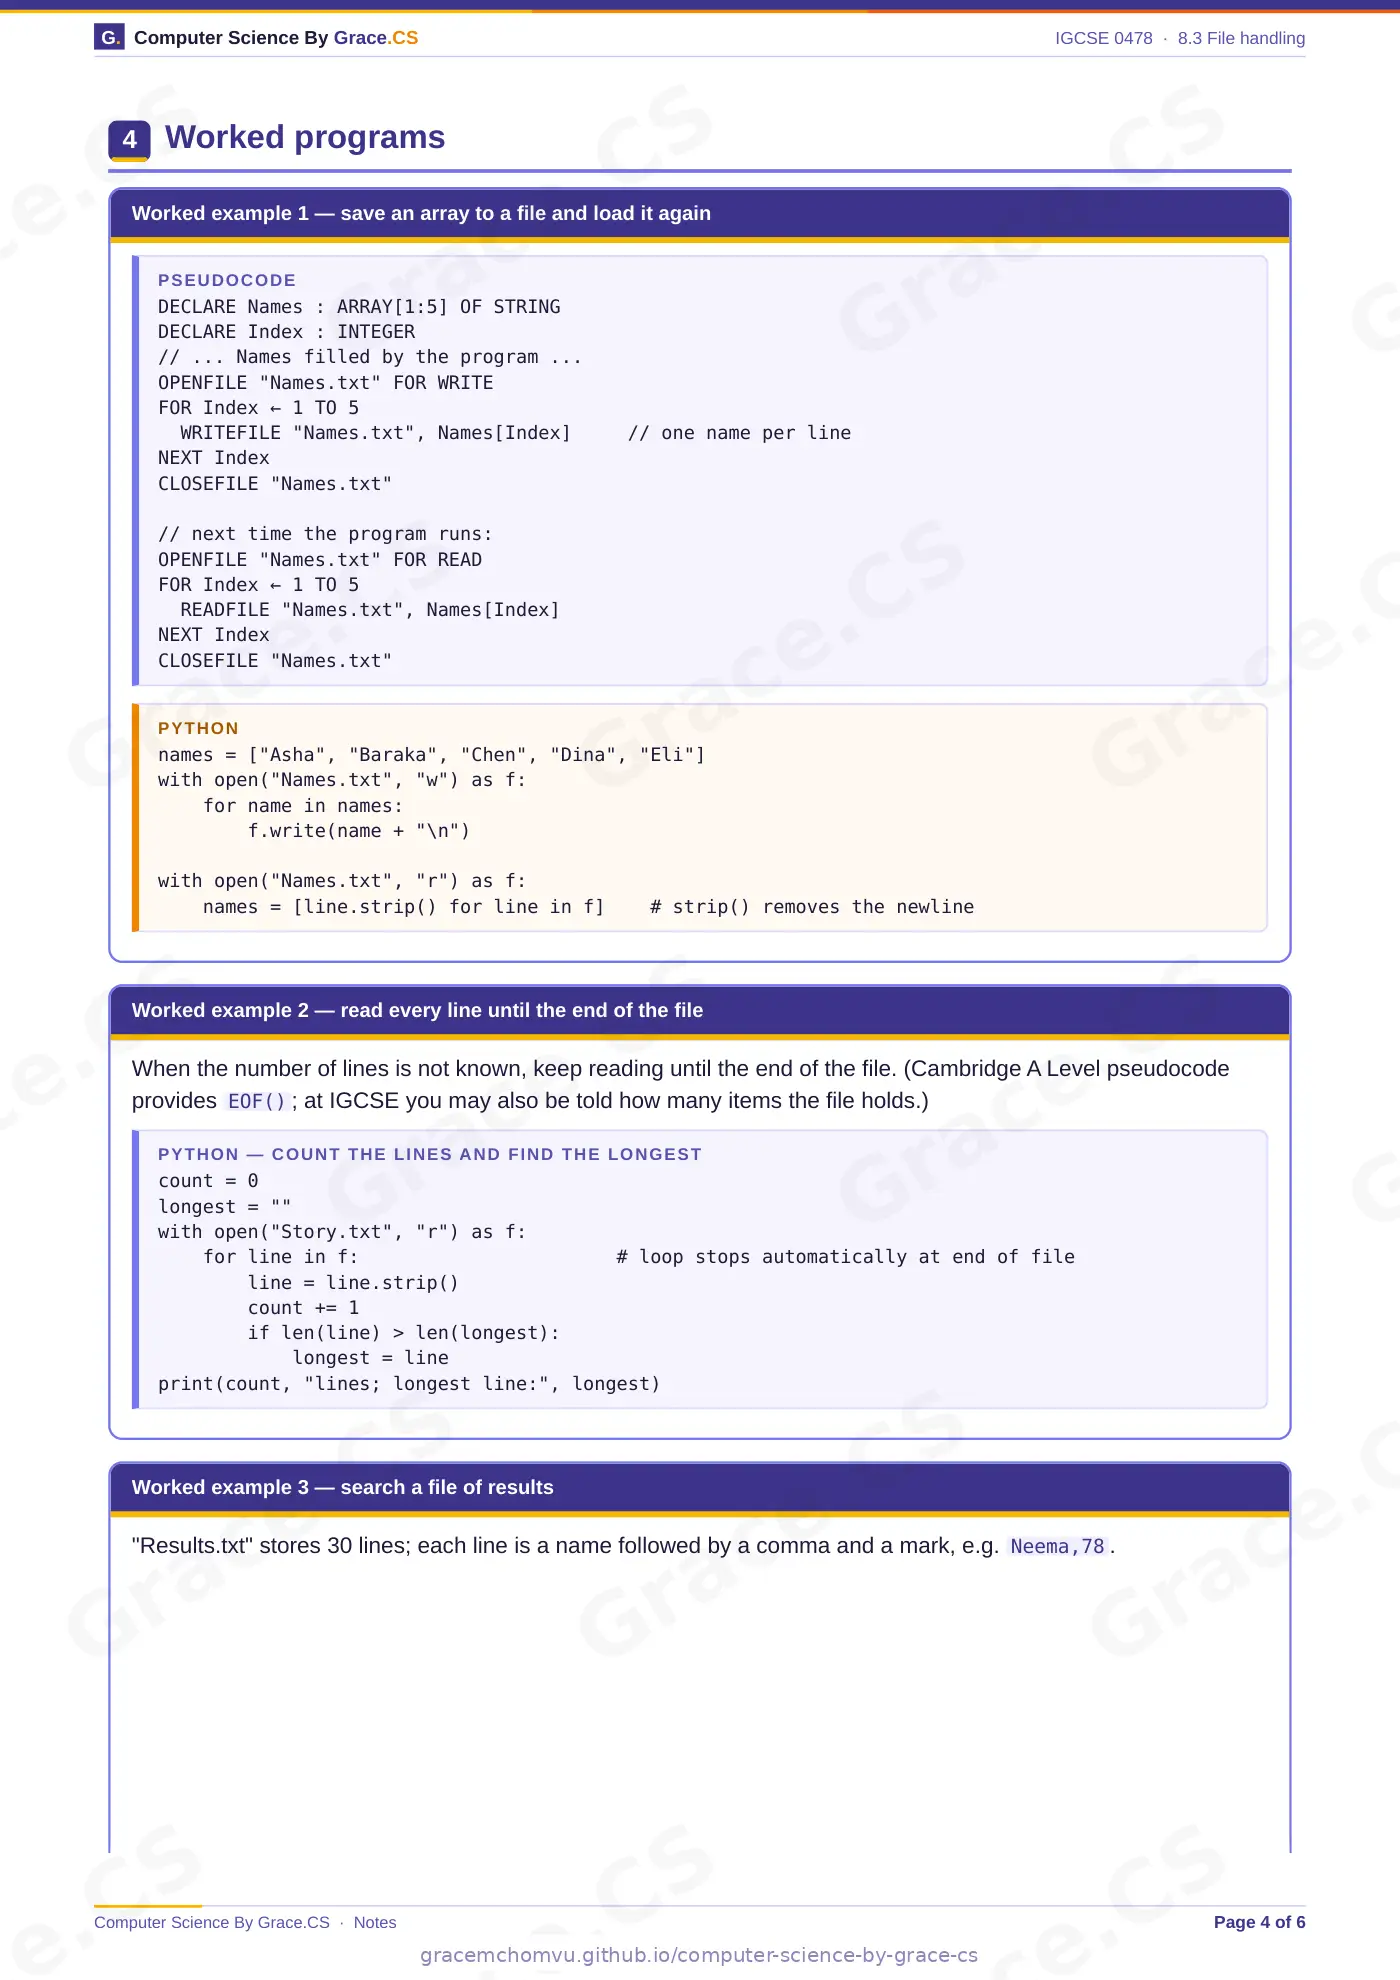 G. Computer Science By Grace.CS
IGCSE 0478 · 8.3 File handling
4 Worked programs
Worked example 1 — save an array to a file and load it again
PSEUDOCODE
DECLARE Names : ARRAY[1:5] OF STRING
DECLARE Index : INTEGER
// ... Names filled by the program ...
OPENFILE "Names.txt" FOR WRITE
FOR Index ← 1 TO 5
  WRITEFILE "Names.txt", Names[Index]     // one name per line
NEXT Index
CLOSEFILE "Names.txt"
// next time the program runs:
OPENFILE "Names.txt" FOR READ
FOR Index ← 1 TO 5
  READFILE "Names.txt", Names[Index]
NEXT Index
CLOSEFILE "Names.txt"
PYTHON
names = ["Asha", "Baraka", "Chen", "Dina", "Eli"]
with open("Names.txt", "w") as f:
    for name in names:
        f.write(name + "\n")
with open("Names.txt", "r") as f:
    names = [line.strip() for line in f]    # strip() removes the newline
Worked example 2 — read every line until the end of the file
When the number of lines is not known, keep reading until the end of the file. (Cambridge A Level pseudocode
provides EOF(); at IGCSE you may also be told how many items the file holds.)
PYTHON — COUNT THE LINES AND FIND THE LONGEST
count = 0
longest = ""
with open("Story.txt", "r") as f:
    for line in f:                       # loop stops automatically at end of file
        line = line.strip()
        count += 1
        if len(line) > len(longest):
            longest = line
print(count, "lines; longest line:", longest)
Worked example 3 — search a file of results
"Results.txt" stores 30 lines; each line is a name followed by a comma and a mark, e.g. Neema,78.
Computer Science By Grace.CS · Notes
Page 4 of 6
gracemchomvu.github.io/computer-science-by-grace-cs